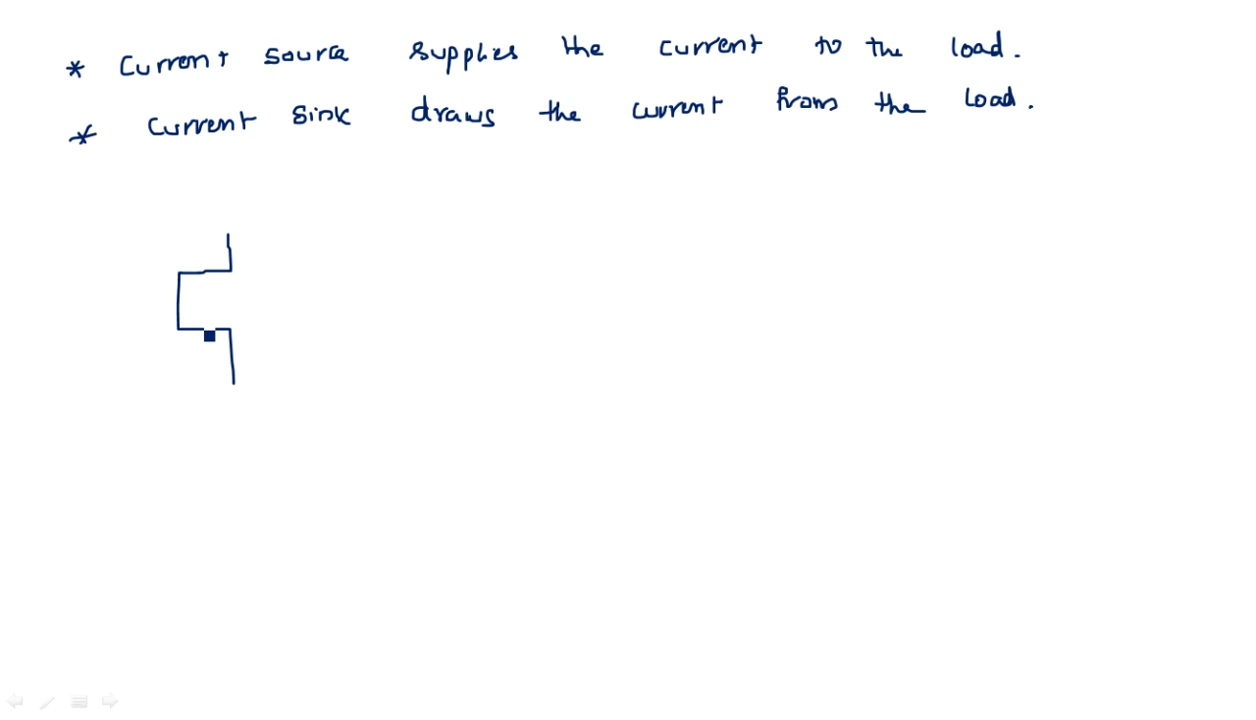 * Current source supplies the current to the load.
* Current sink draws the current from the load.